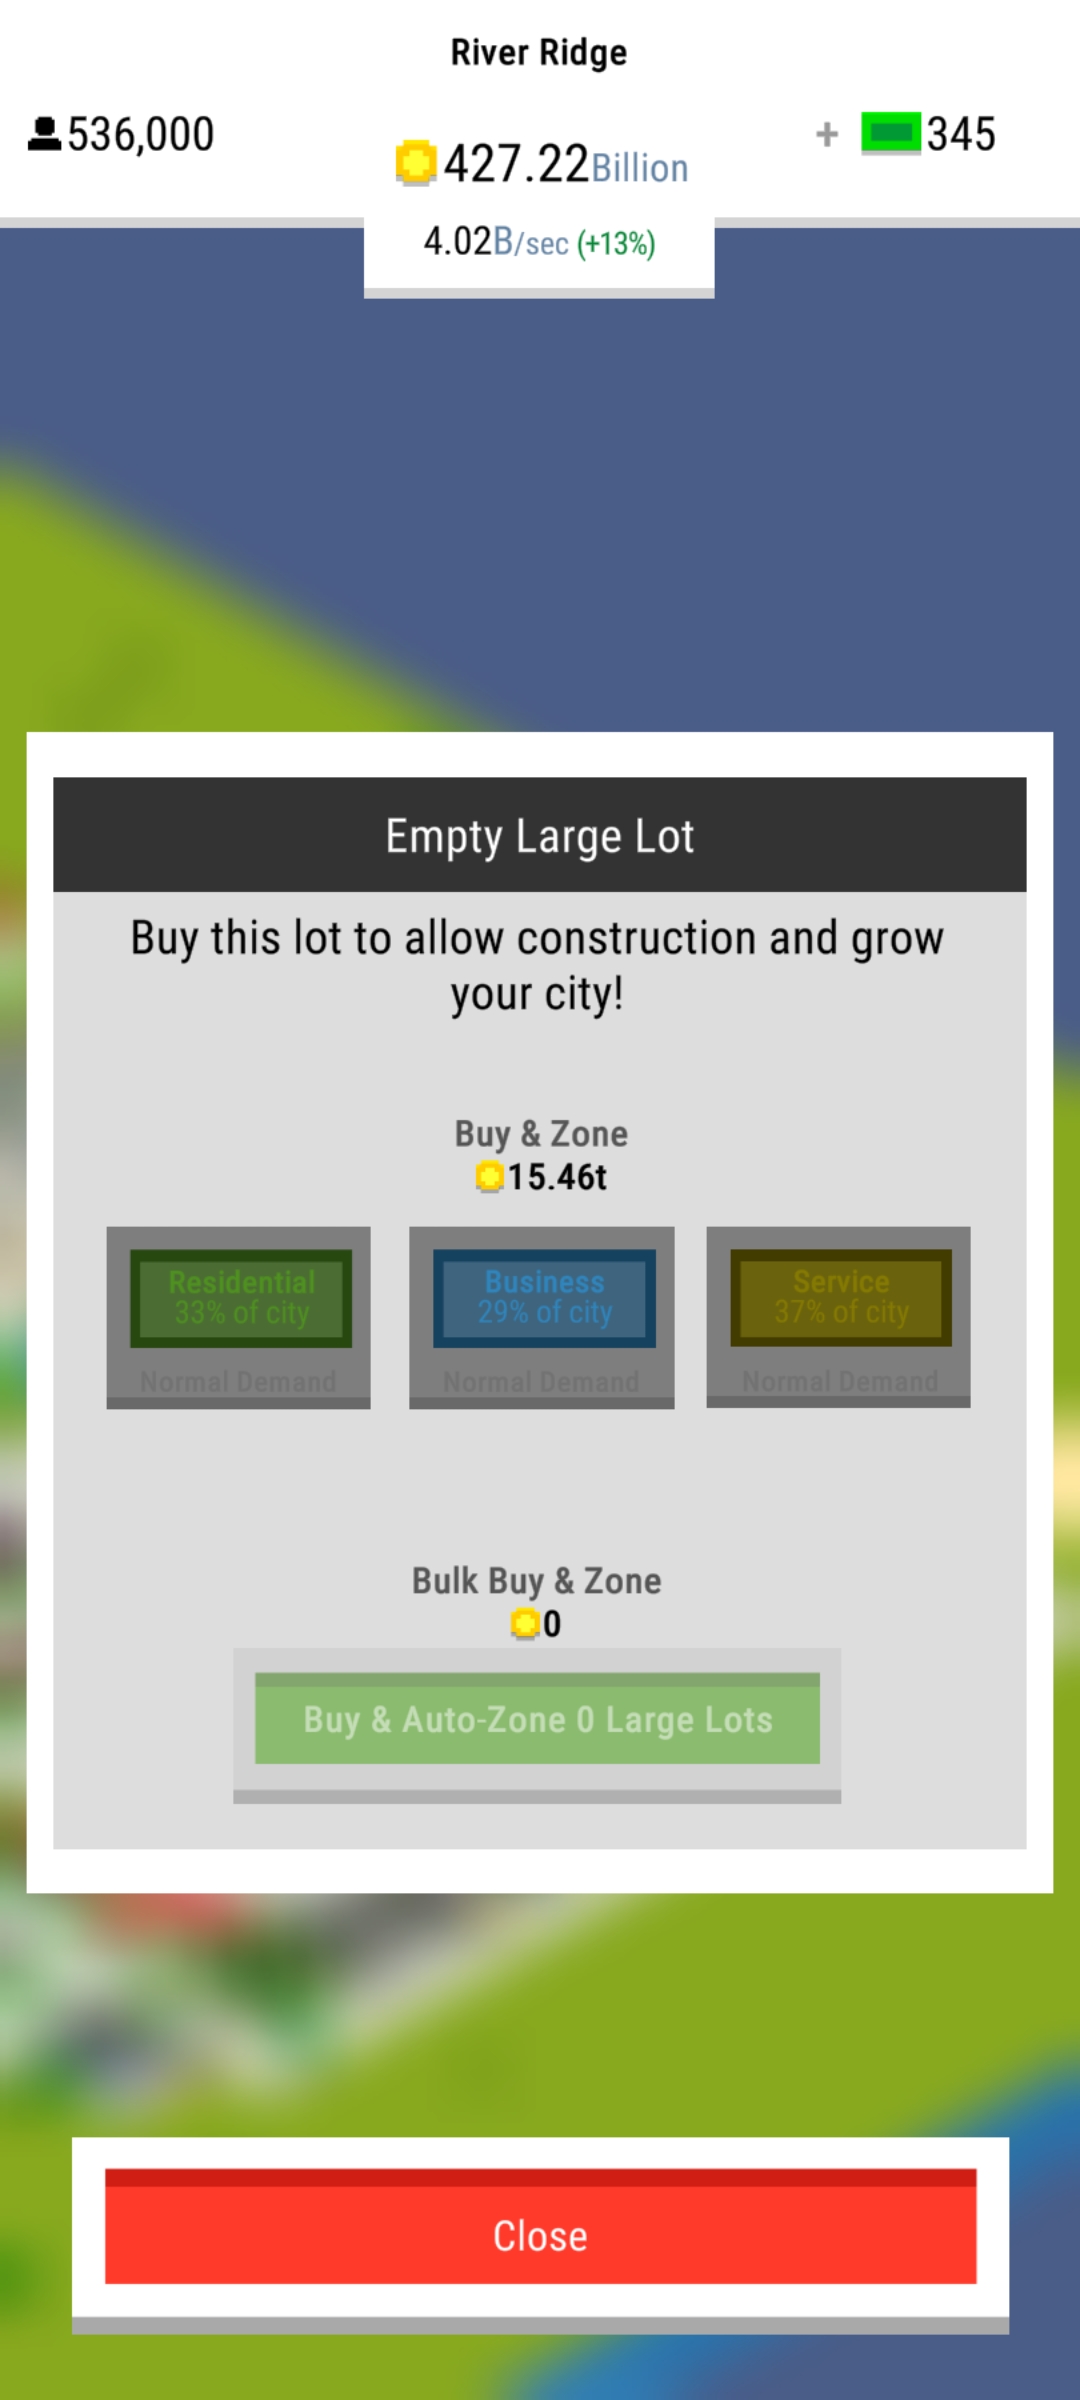 River Ridge
536,000
+ 345
427.22Billion
4.02B/sec (+13%)
Empty Large Lot
Buy this lot to allow construction and grow
your city!
Buy & Zone
15.46t
Residential
33% of city
Normal Demand
Business
29% of city
Normal Demand
Service
37% of city
Normal Demand
Bulk Buy & Zone
0
Buy & Auto-Zone 0 Large Lots
Close